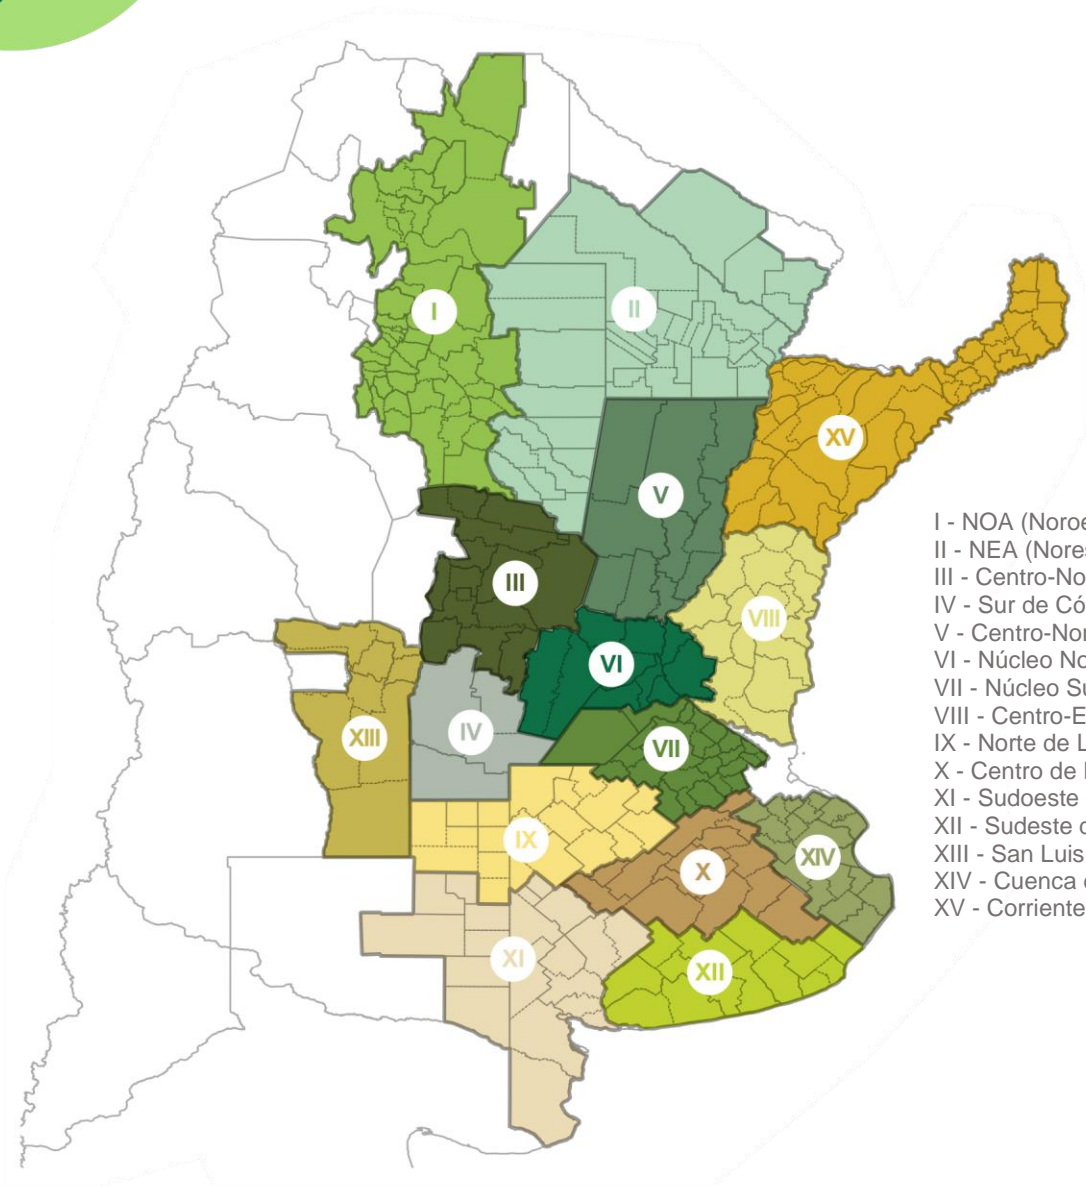 I
II
XV
V
III
VIII
VI
IV
XIII
VII
IX
XIV
X
XI
XII
I - NOA (Noroe
II - NEA (Nores
III - Centro-No
IV - Sur de Có
V - Centro-Nor
VI - Núcleo No
VII - Núcleo Su
VIII - Centro-E
IX - Norte de L
X - Centro de
XI - Sudoeste
XII - Sudeste d
XIII - San Luis
XIV - Cuenca
XV - Corriente